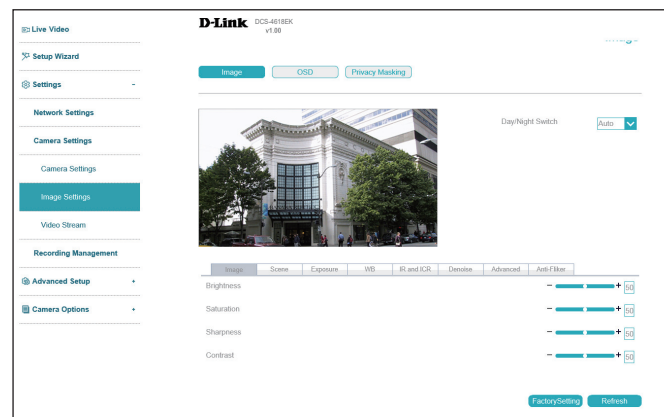 D-Link DCS-4618EK
v1.00
Live Video
Setup Wizard
Settings -
Network Settings
Camera Settings
Camera Settings
Image Settings
Video Stream
Recording Management
Advanced Setup +
Camera Options +
Image OSD Privacy Masking
Day/Night Switch Auto
Image Scene Exposure WB IR and ICR Denoise Advanced Anti-Fliker
Brightness - + 50
Saturation - + 50
Sharpness - + 50
Contrast - + 50
FactorySetting Refresh